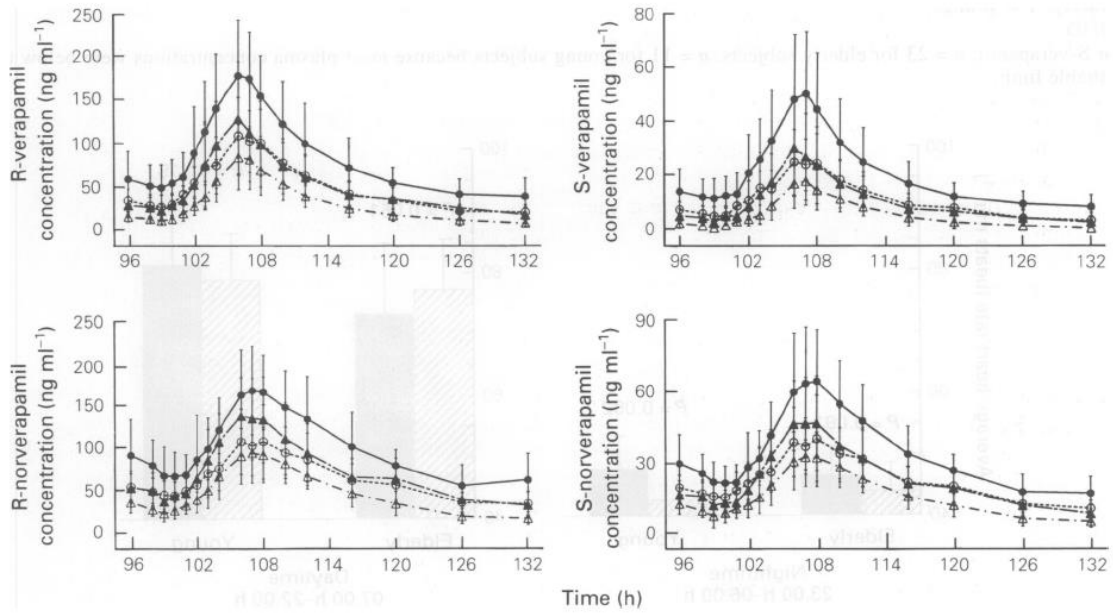 R-verapamil
concentration (ng ml⁻¹)
250
200
150
100
50
0
96 102 108 114 120 126 132
S-verapamil
concentration (ng ml⁻¹)
80
60
40
20
0
96 102 108 114 120 126 132
R-norverapamil
concentration (ng ml⁻¹)
250
200
150
100
50
0
96 102 108 114 120 126 132
S-norverapamil
concentration (ng ml⁻¹)
90
60
30
0
96 102 108 114 120 126 132
Time (h)